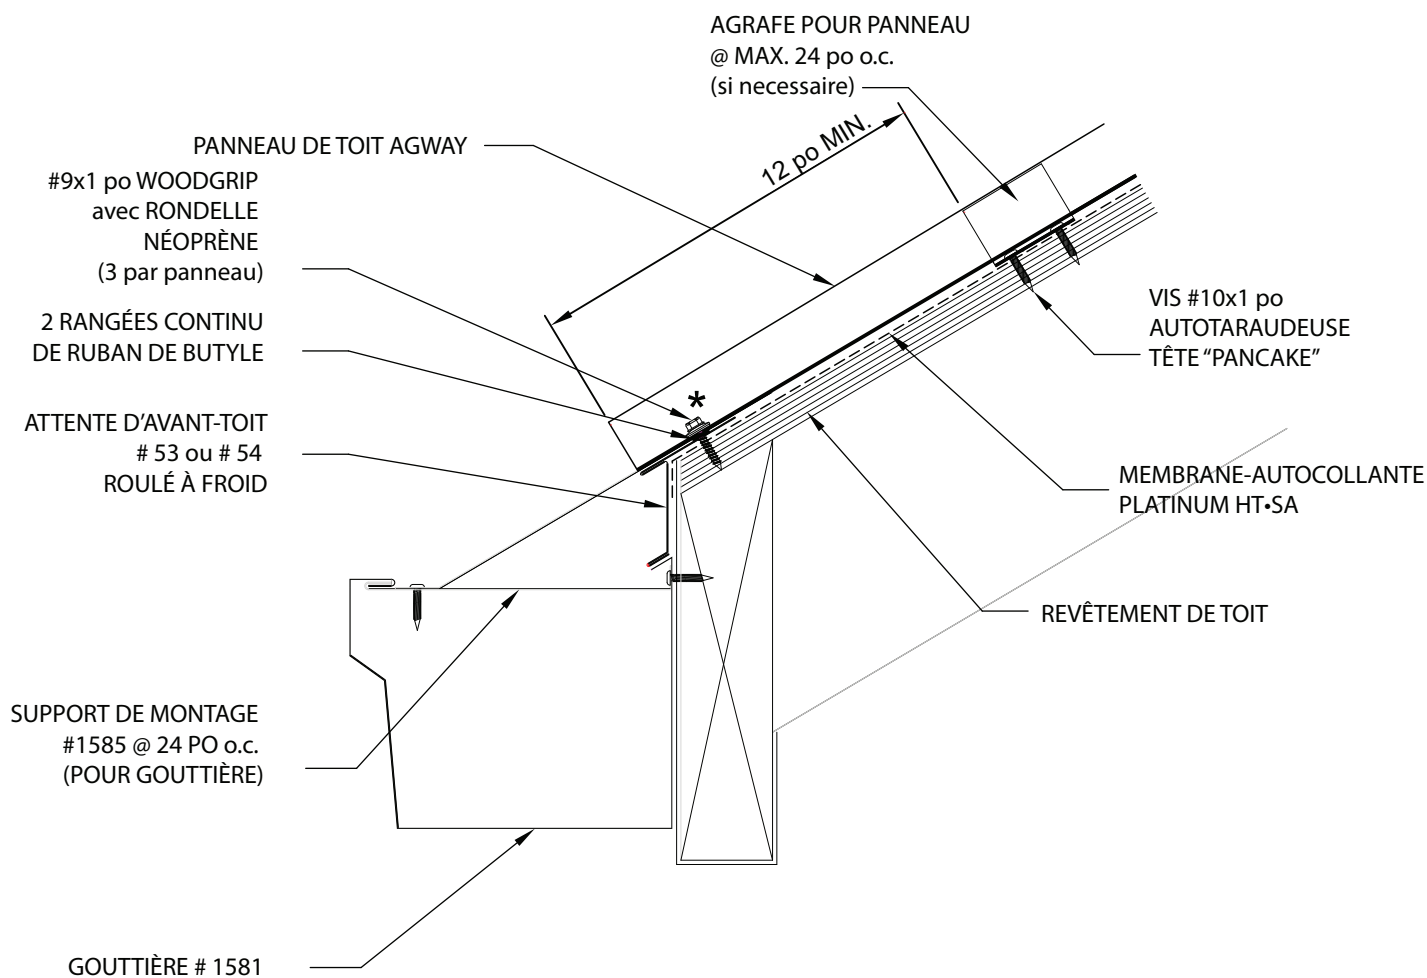 AGRAFE POUR PANNEAU
@ MAX. 24 po o.c.
(si necessaire)
12 po MIN.
PANNEAU DE TOIT AGWAY
#9x1 po WOODGRIP
avec RONDELLE
NÉOPRÈNE
(3 par panneau)
2 RANGÉES CONTINU
DE RUBAN DE BUTYLE
ATTENTE D'AVANT-TOIT
# 53 ou # 54
ROULÉ À FROID
*
VIS #10x1 po
AUTOTARAUDEUSE
TÊTE "PANCAKE"
MEMBRANE-AUTOCOLLANTE
PLATINUM HT•SA
REVÊTEMENT DE TOIT
SUPPORT DE MONTAGE
#1585 @ 24 PO o.c.
(POUR GOUTTIÈRE)
GOUTTIÈRE # 1581